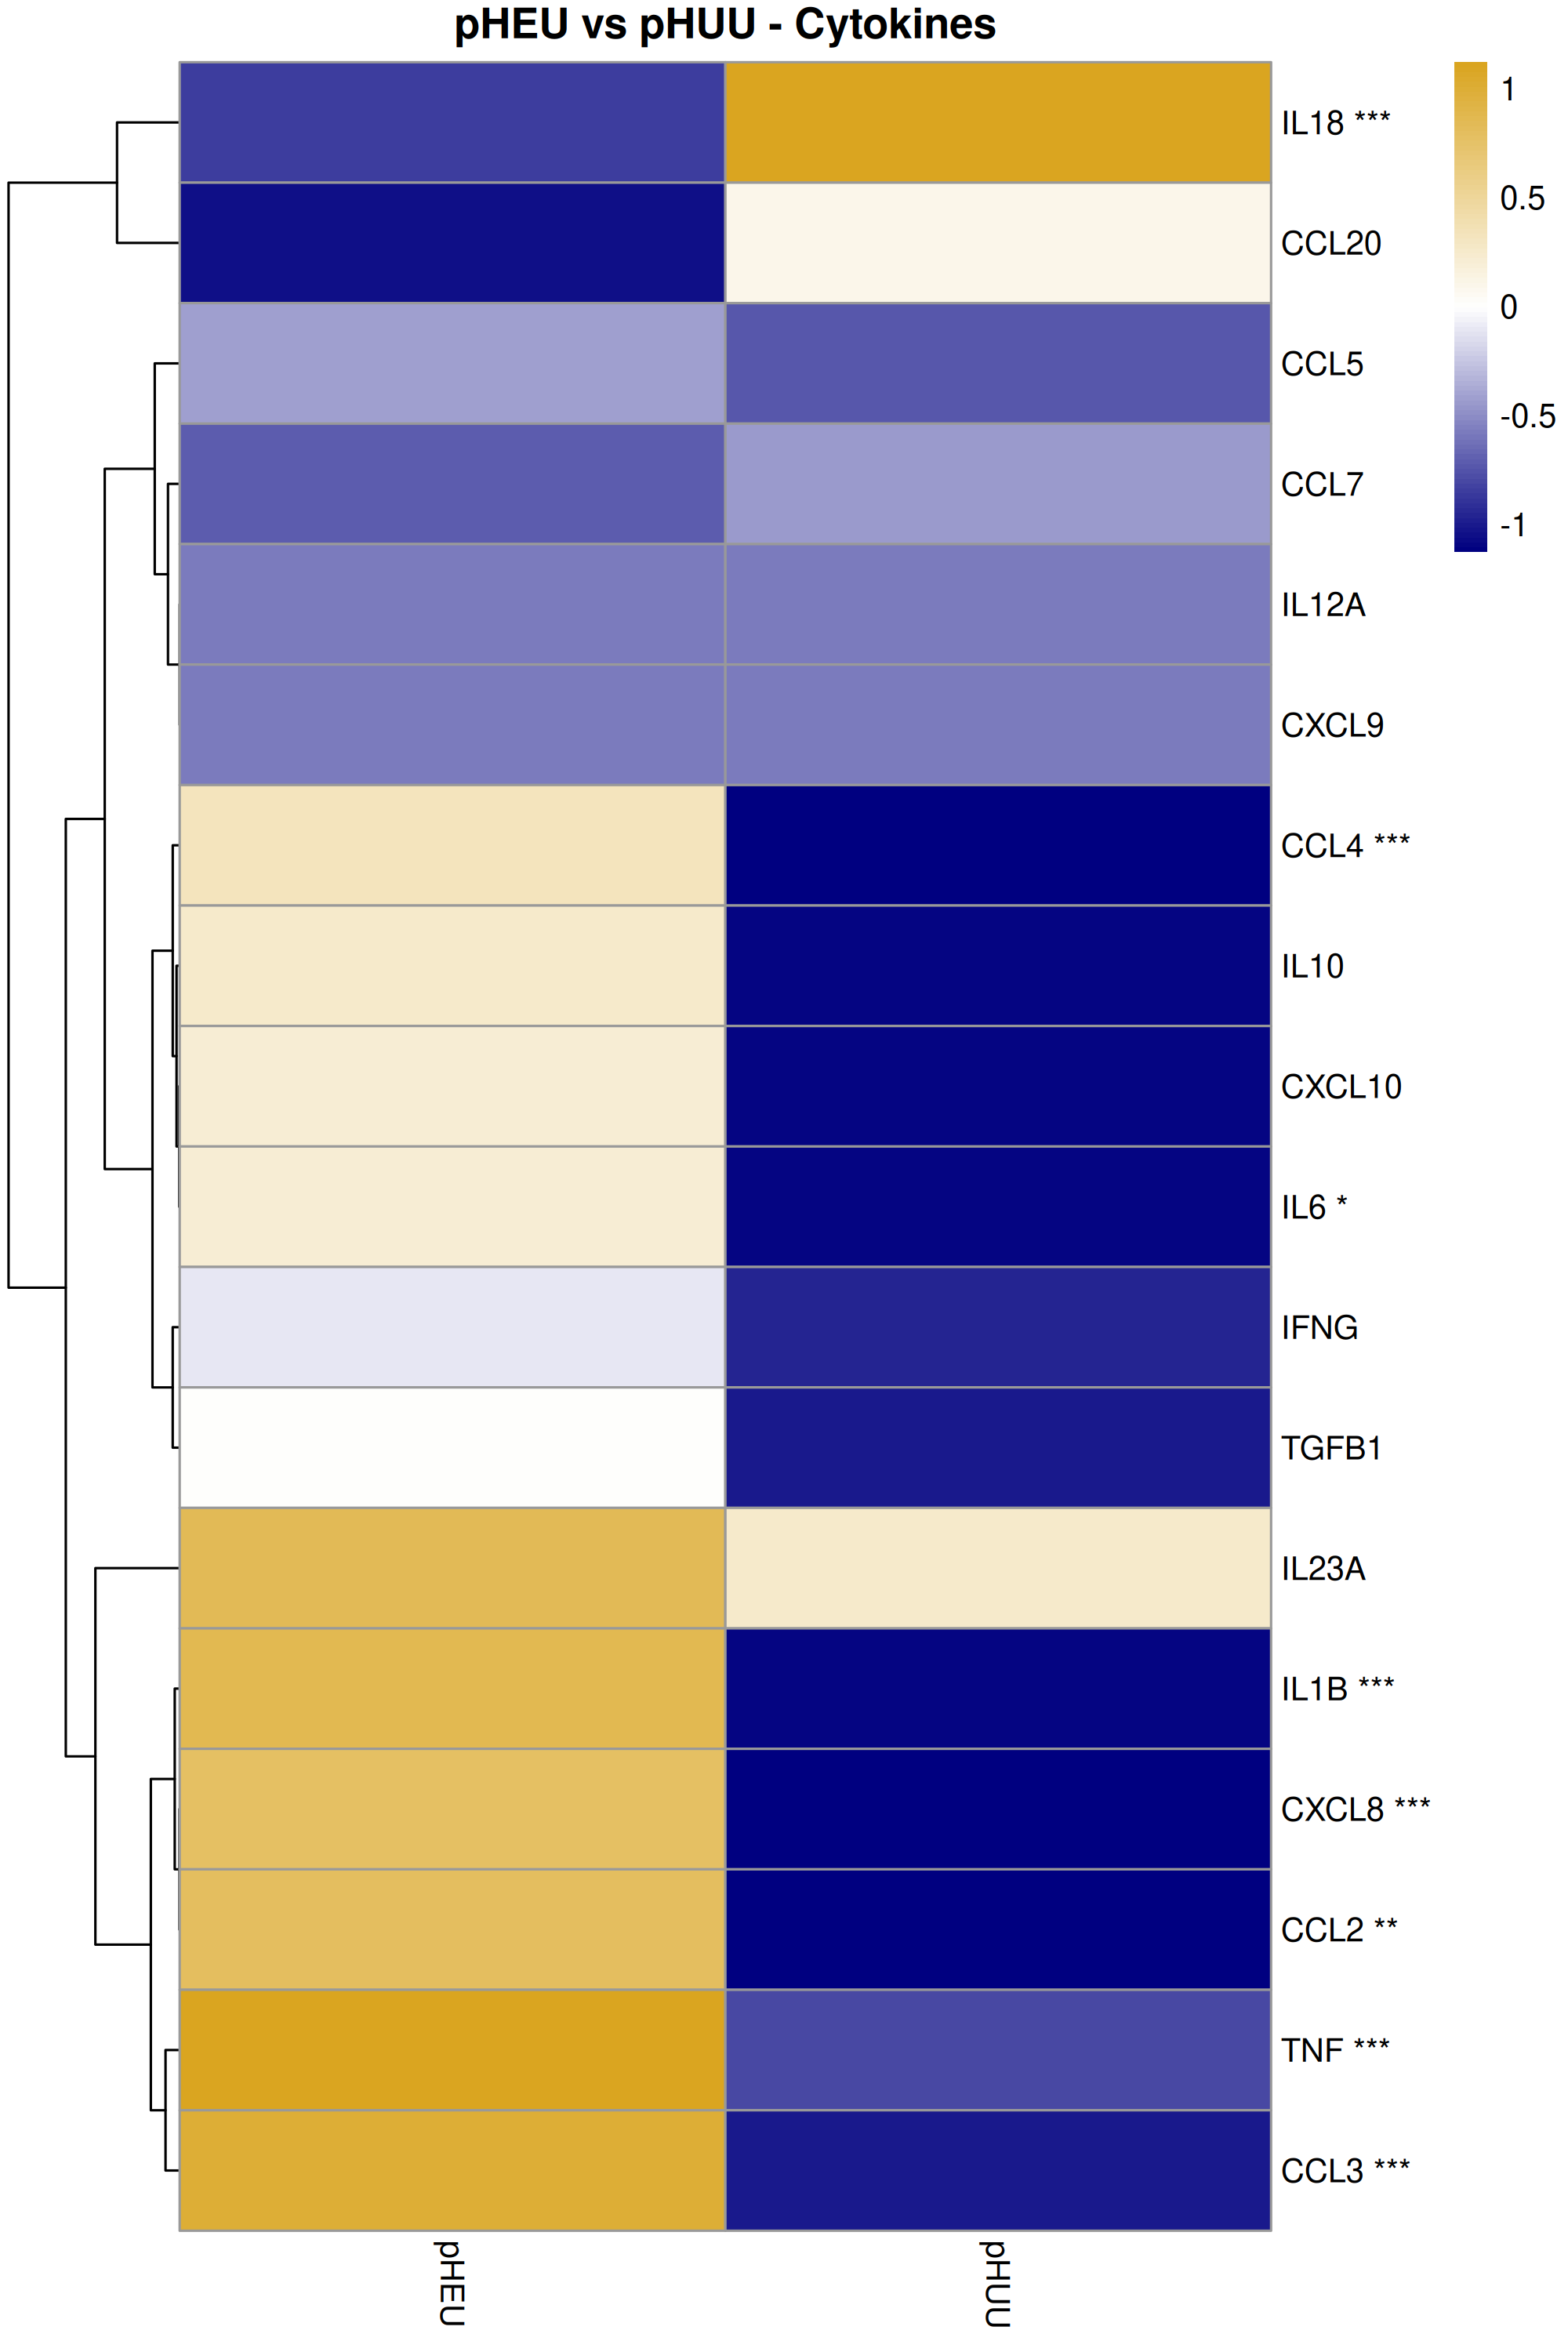 pHEU vs pHUU - Cytokines
1
0.5
0
-0.5
-1
IL18 ***
CCL20
CCL5
CCL7
IL12A
CXCL9
CCL4 ***
IL10
CXCL10
IL6 *
IFNG
TGFB1
IL23A
IL1B ***
CXCL8 ***
CCL2 **
TNF ***
CCL3 ***
pHEU
pHUU